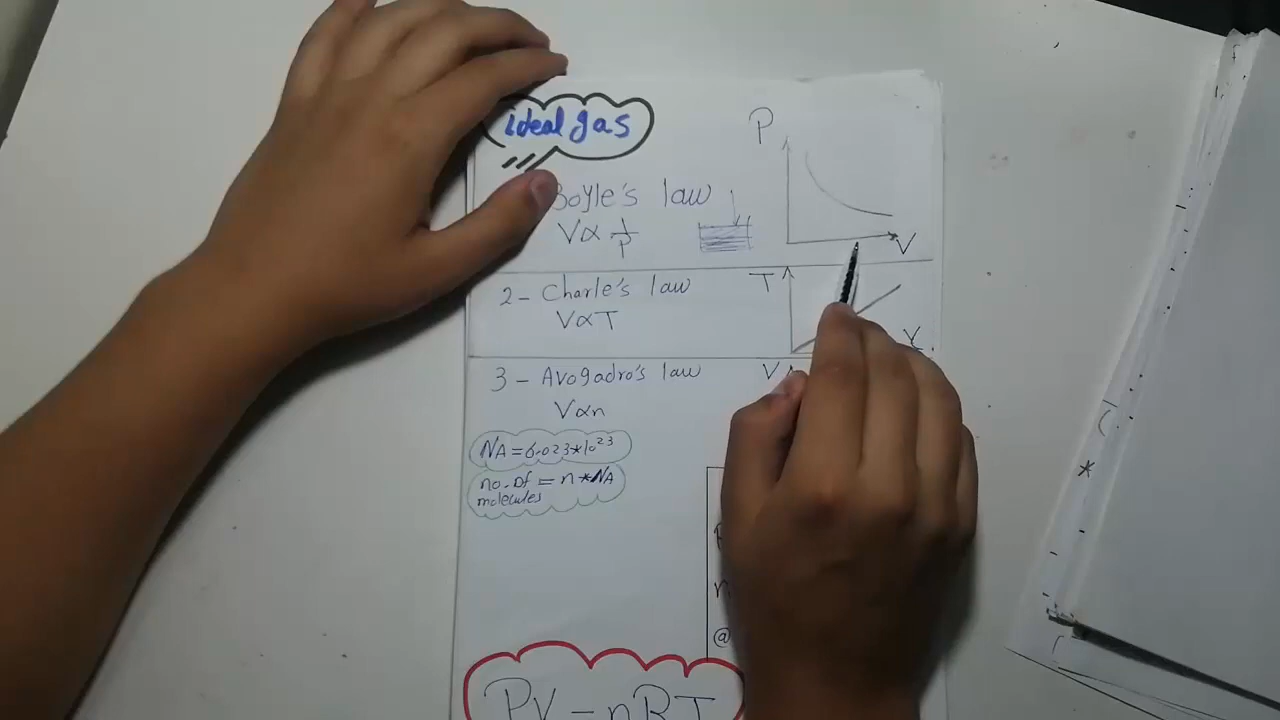 ideal gas
P
Boyle's law
V∝ 1/P
V
2- Charle's law
T
V∝T
V
3- Avogadro's law
V
V∝n
NA = 6.023*10^23
no. of = n*NA
molecules
@
PV = nRT